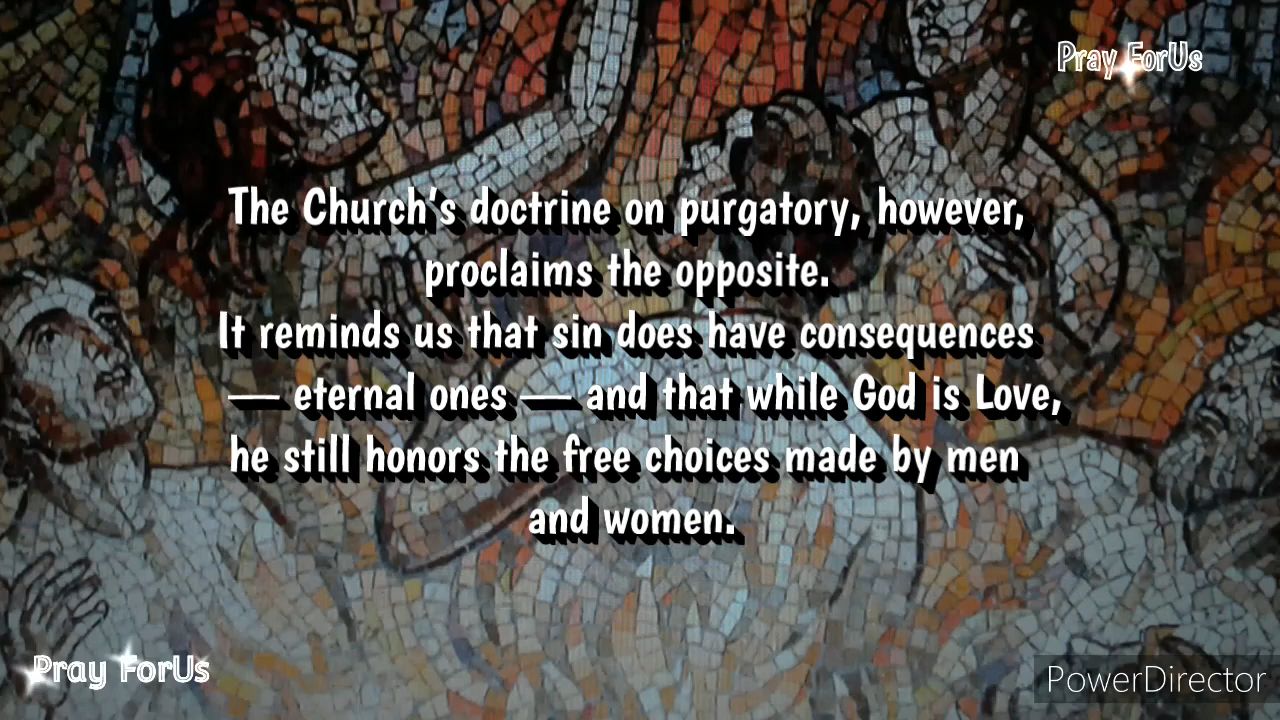 Pray ForUs
The Church's doctrine on purgatory, however,
proclaims the opposite.
It reminds us that sin does have consequences
— eternal ones — and that while God is Love,
he still honors the free choices made by men
and women.
Pray ForUs
PowerDirector